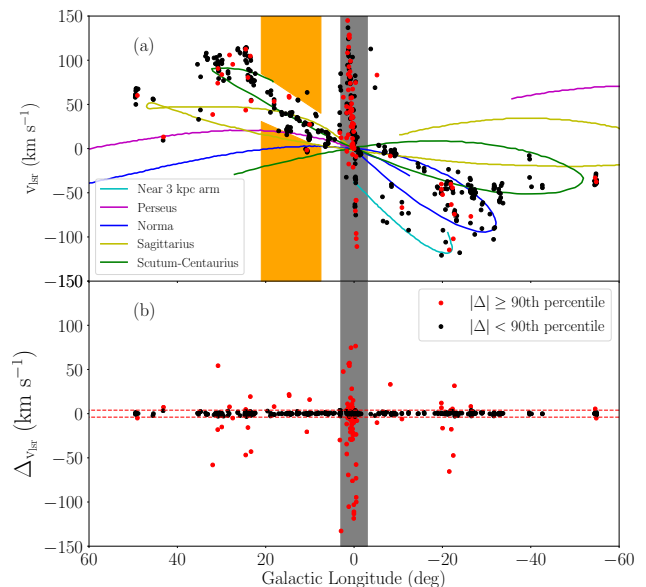 (a)
150
100
50
0
−50
−100
−150
v_lsr (km s⁻¹)
Near 3 kpc arm
Perseus
Norma
Sagittarius
Scutum-Centaurius
(b)
|Δ| ≥ 90th percentile
|Δ| < 90th percentile
150
100
50
0
−50
−100
−150
Δ_v_lsr (km s⁻¹)
60
40
20
0
−20
−40
−60
Galactic Longitude (deg)